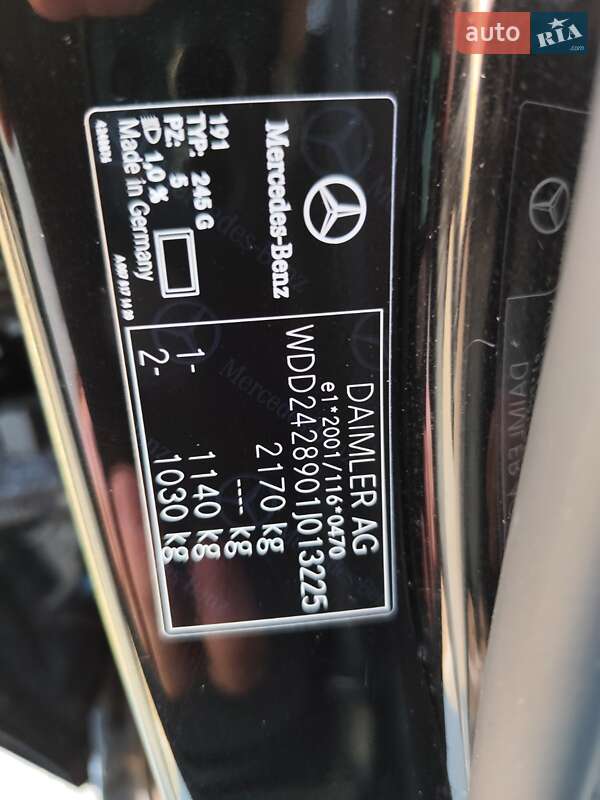 auto RIA
.com
Mercedes-Benz
191
TYP: 245 G
PZ: 5
1,0 %
Made in Germany
DAIMLER AG
e1*2001/116*0470
WDD2428901J013225
2170 kg
---- kg
1- 1140 kg
2- 1030 kg